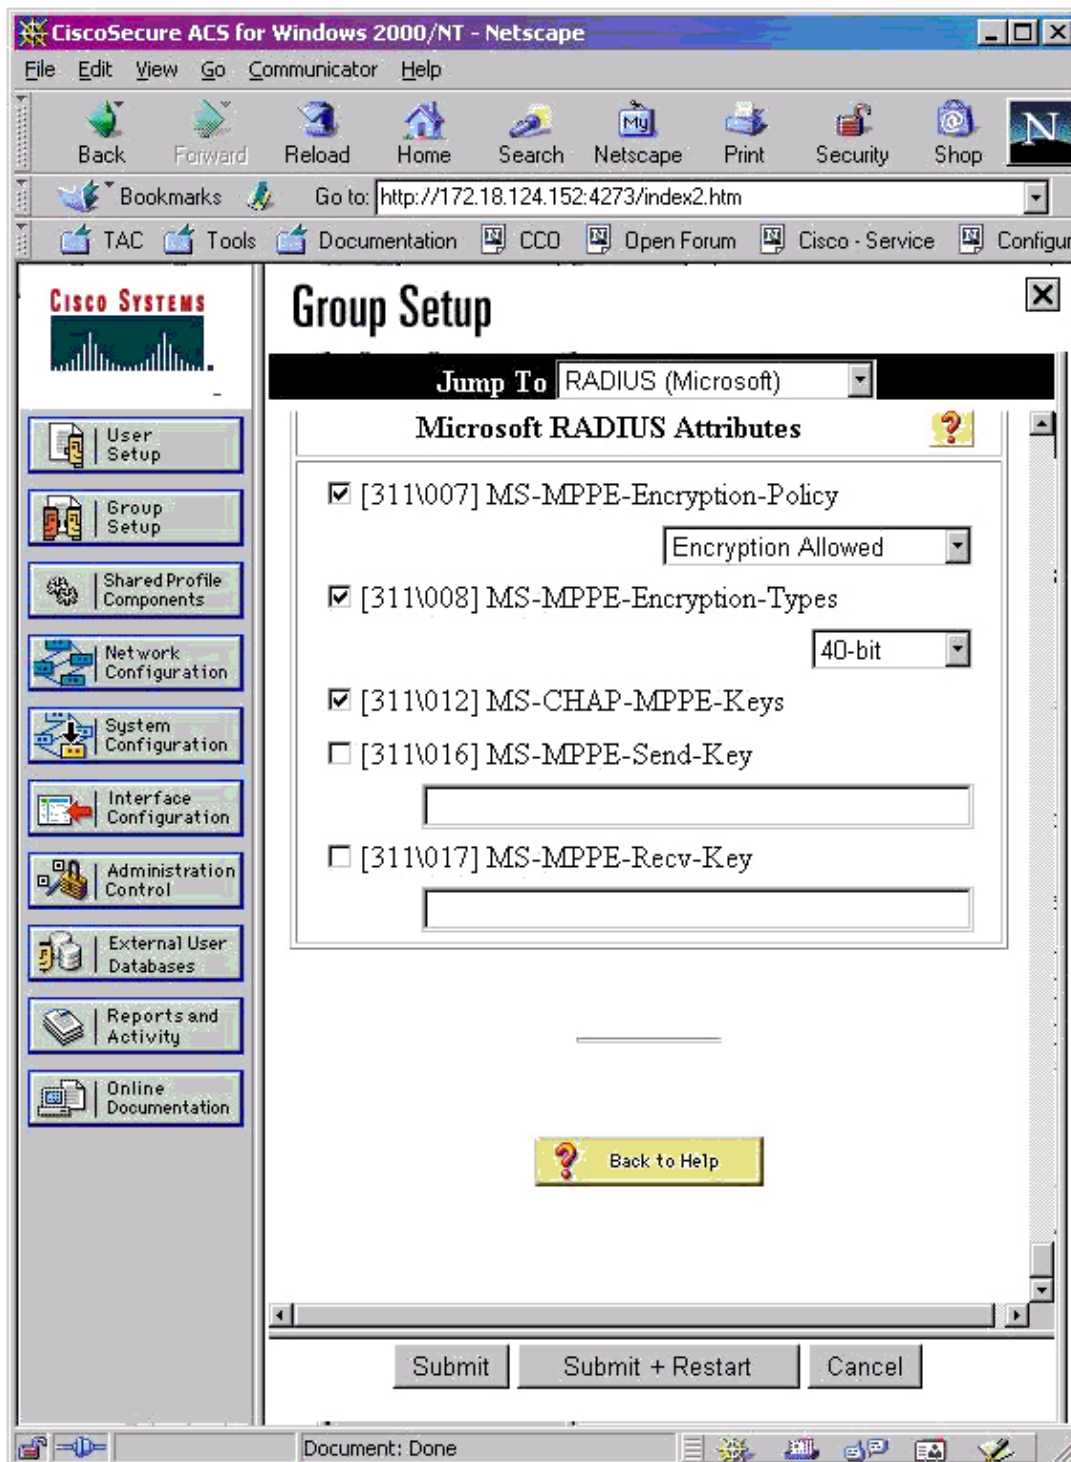 CiscoSecure ACS for Windows 2000/NT - Netscape
File Edit View Go Communicator Help
Back Forward Reload Home Search My Netscape Print Security Shop N
Bookmarks Go to: http://172.18.124.152:4273/index2.htm
TAC Tools Documentation CCO Open Forum Cisco - Service Configur
CISCO SYSTEMS
Group Setup
Jump To RADIUS (Microsoft)
Microsoft RADIUS Attributes
[311\007] MS-MPPE-Encryption-Policy
Encryption Allowed
[311\008] MS-MPPE-Encryption-Types
40-bit
[311\012] MS-CHAP-MPPE-Keys
[311\016] MS-MPPE-Send-Key
[311\017] MS-MPPE-Recv-Key
Back to Help
Submit Submit + Restart Cancel
User
Setup
Group
Setup
Shared Profile
Components
Network
Configuration
System
Configuration
Interface
Configuration
Administration
Control
External User
Databases
Reports and
Activity
Online
Documentation
Document: Done